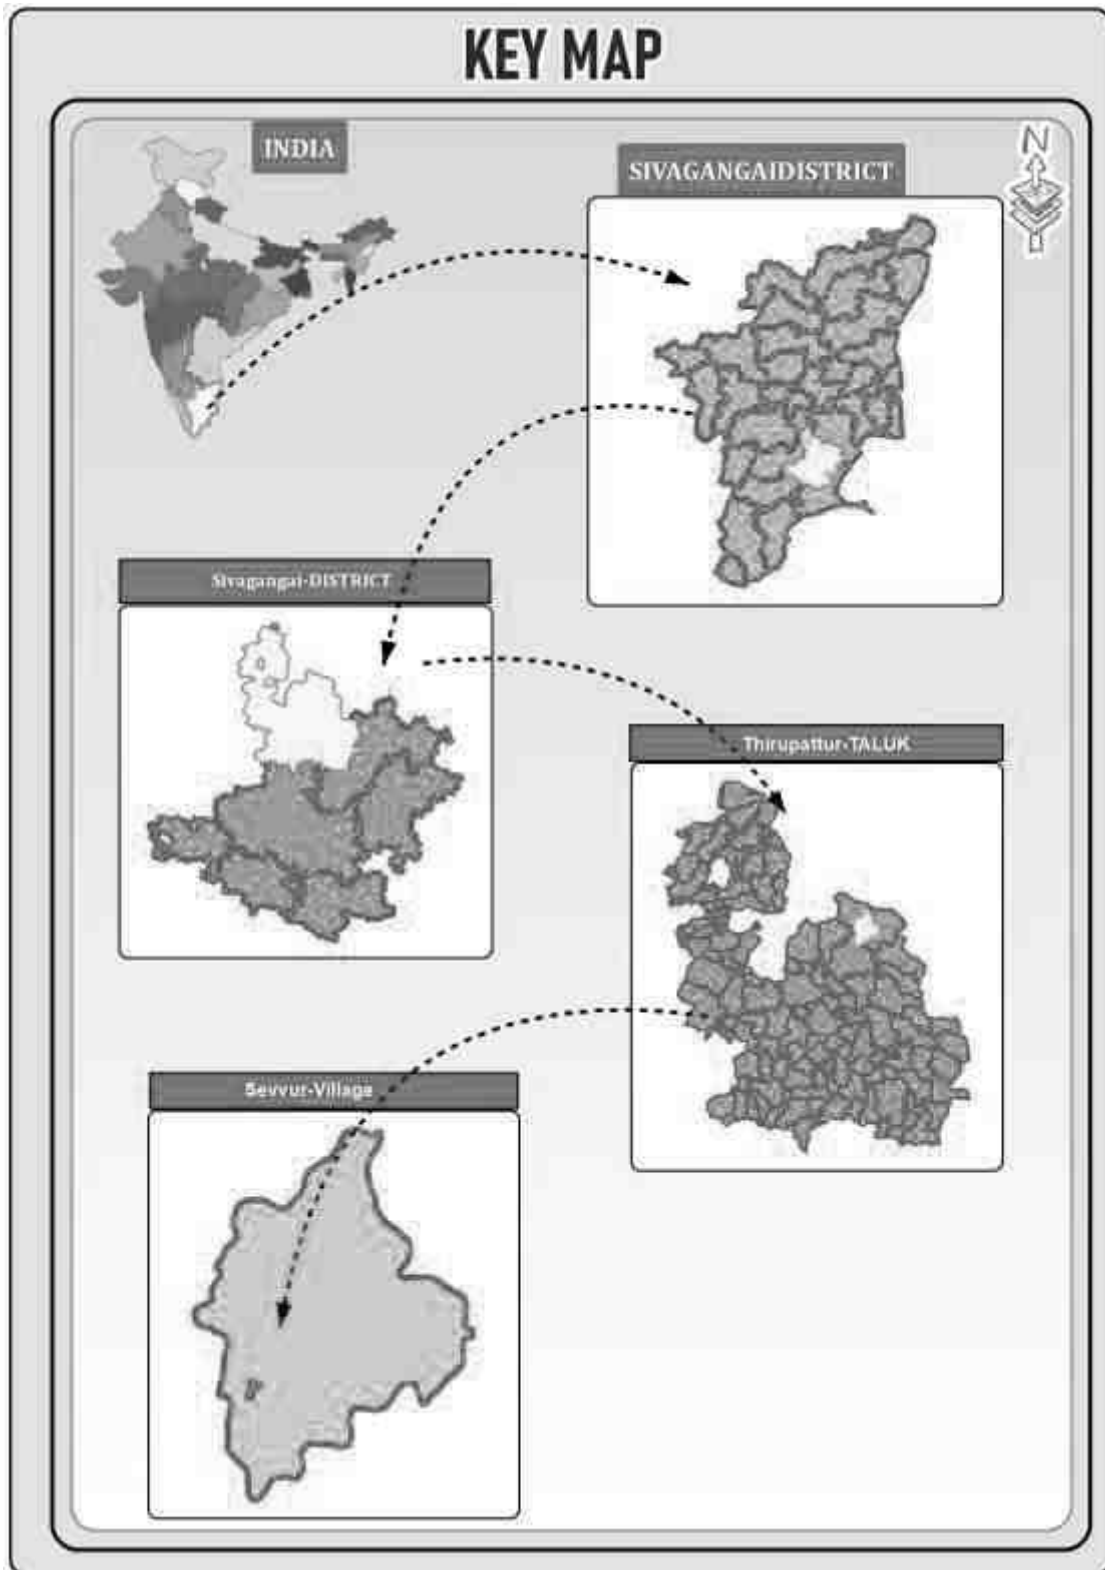 KEY MAP
INDIA
SIVAGANGAIDISTRICT
N
Sivagangai-DISTRICT
Thirupattur-TALUK
Sevvur-Village